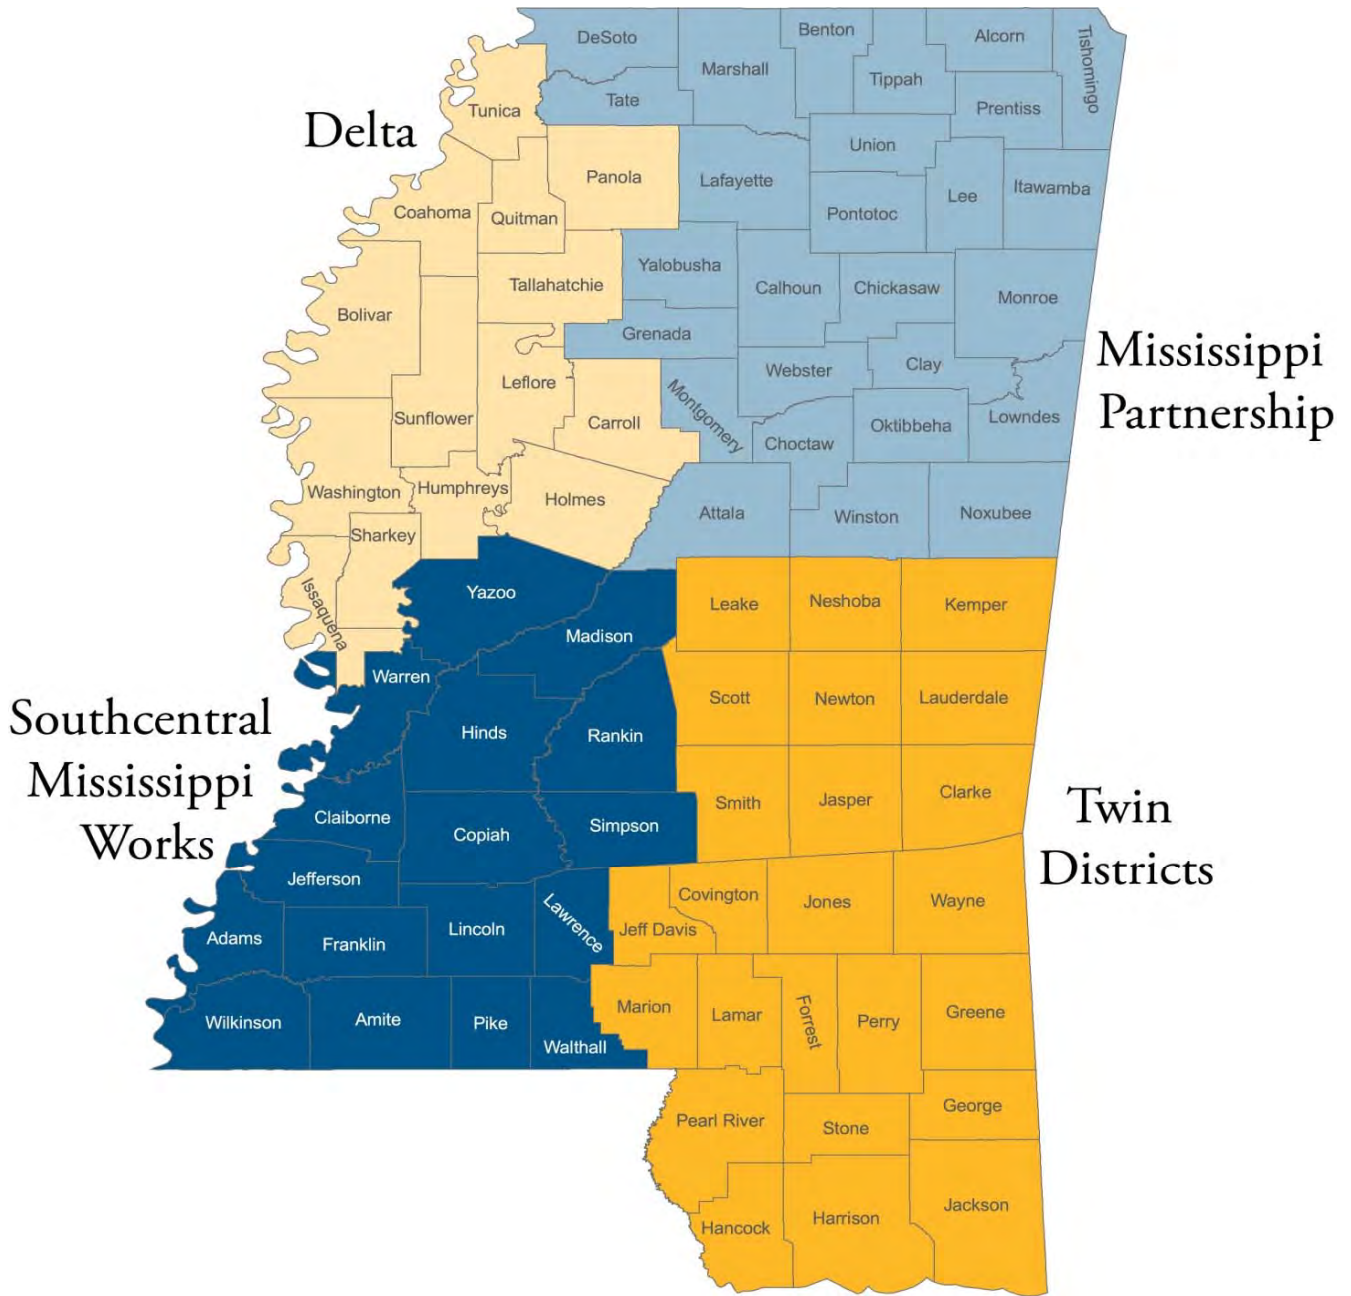 DeSoto
Benton
Alcorn
Tishomingo
Marshall
Tippah
Tate
Prentiss
Tunica
Delta
Union
Panola
Lafayette
Itawamba
Lee
Coahoma
Quitman
Pontotoc
Yalobusha
Tallahatchie
Calhoun
Chickasaw
Monroe
Bolivar
Grenada
Mississippi
Partnership
Clay
Webster
Leflore
Montgomery
Sunflower
Carroll
Choctaw
Oktibbeha
Lowndes
Washington
Humphreys
Holmes
Attala
Winston
Noxubee
Sharkey
Issaquena
Yazoo
Leake
Neshoba
Kemper
Madison
Warren
Scott
Newton
Lauderdale
Southcentral
Mississippi
Works
Hinds
Rankin
Smith
Jasper
Clarke
Twin
Districts
Claiborne
Copiah
Simpson
Jefferson
Covington
Jones
Wayne
Adams
Franklin
Lincoln
Lawrence
Jeff Davis
Marion
Lamar
Forrest
Perry
Greene
Wilkinson
Amite
Pike
Walthall
George
Pearl River
Stone
Jackson
Hancock
Harrison